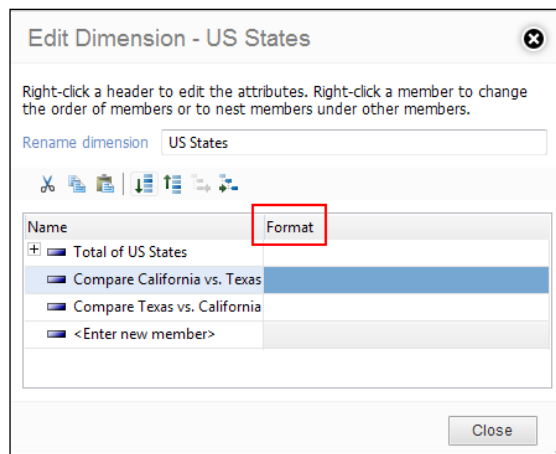 Edit Dimension - US States
Right-click a header to edit the attributes. Right-click a member to change
the order of members or to nest members under other members.
Rename dimension US States
Name Format
Total of US States
Compare California vs. Texas
Compare Texas vs. California
<Enter new member>
Close